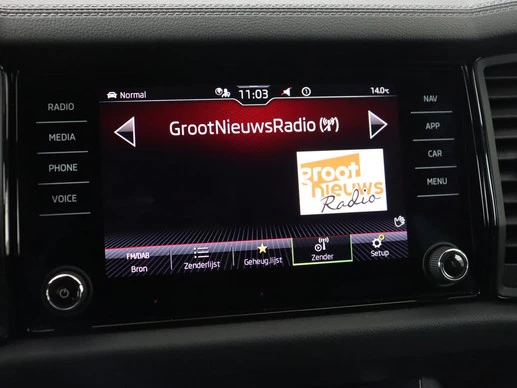 Normal
11:03
14.0°C
RADIO
MEDIA
PHONE
VOICE
NAV
APP
CAR
MENU
GrootNieuwsRadio
groot
nieuws
Radio
FM/DAB
Bron
Zenderlijst
Geheug.lijst
Zender
Setup